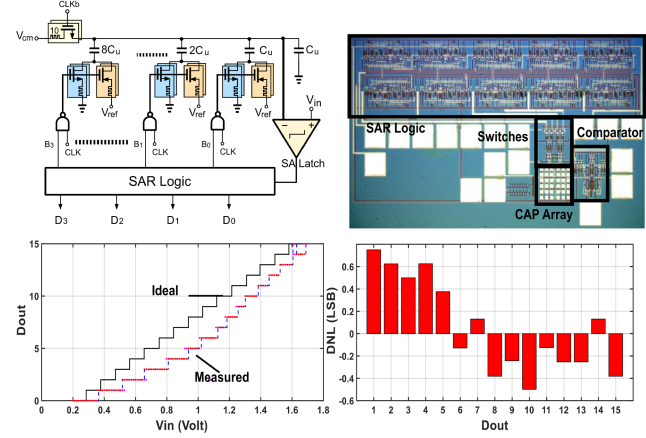 CLKb
10
Vcm
8Cu
2Cu
Cu
Cu
Vref
Vref
Vref
Vin
B3
CLK
B1
CLK
B0
CLK
SA Latch
SAR Logic
D3
D2
D1
D0
SAR Logic
Switches
Comparator
CAP Array
15
10
5
0
Dout
Ideal
Measured
0 0.2 0.4 0.6 0.8 1 1.2 1.4 1.6 1.8
Vin (Volt)
0.6
0.4
0.2
0
-0.2
-0.4
-0.6
DNL (LSB)
1 2 3 4 5 6 7 8 9 10 11 12 13 14 15
Dout